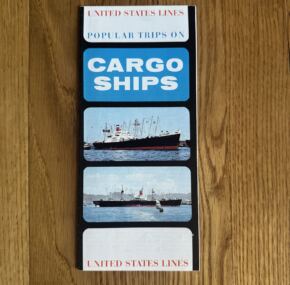 UNITED STATES LINES
POPULAR TRIPS ON
CARGO
SHIPS
UNITED STATES LINES